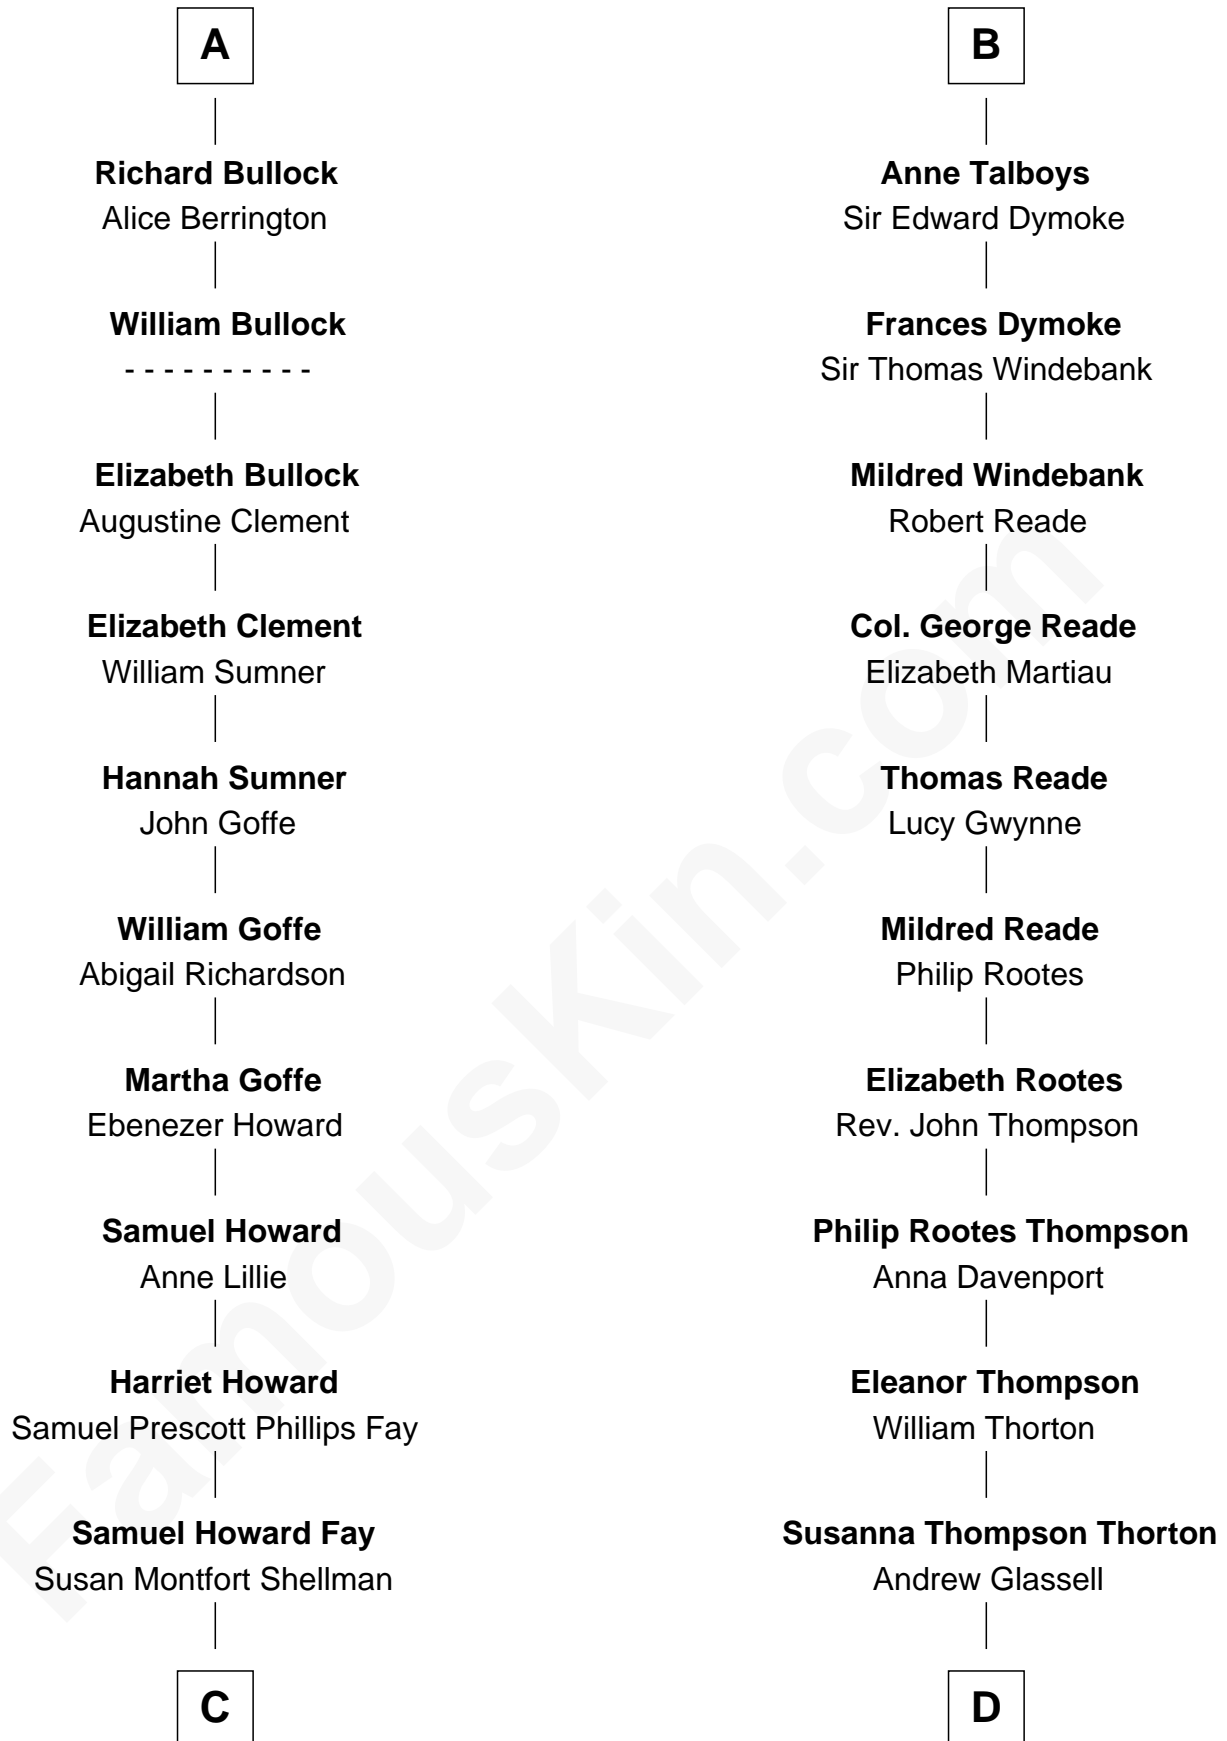 A
Richard Bullock
Alice Berrington
William Bullock
- - - - - - - - - -
Elizabeth Bullock
Augustine Clement
Elizabeth Clement
William Sumner
Hannah Sumner
John Goffe
William Goffe
Abigail Richardson
Martha Goffe
Ebenezer Howard
Samuel Howard
Anne Lillie
Harriet Howard
Samuel Prescott Phillips Fay
Samuel Howard Fay
Susan Montfort Shellman
C
B
Anne Talboys
Sir Edward Dymoke
Frances Dymoke
Sir Thomas Windebank
Mildred Windebank
Robert Reade
Col. George Reade
Elizabeth Martiau
Thomas Reade
Lucy Gwynne
Mildred Reade
Philip Rootes
Elizabeth Rootes
Rev. John Thompson
Philip Rootes Thompson
Anna Davenport
Eleanor Thompson
William Thorton
Susanna Thompson Thorton
Andrew Glassell
D
FamousKin.com